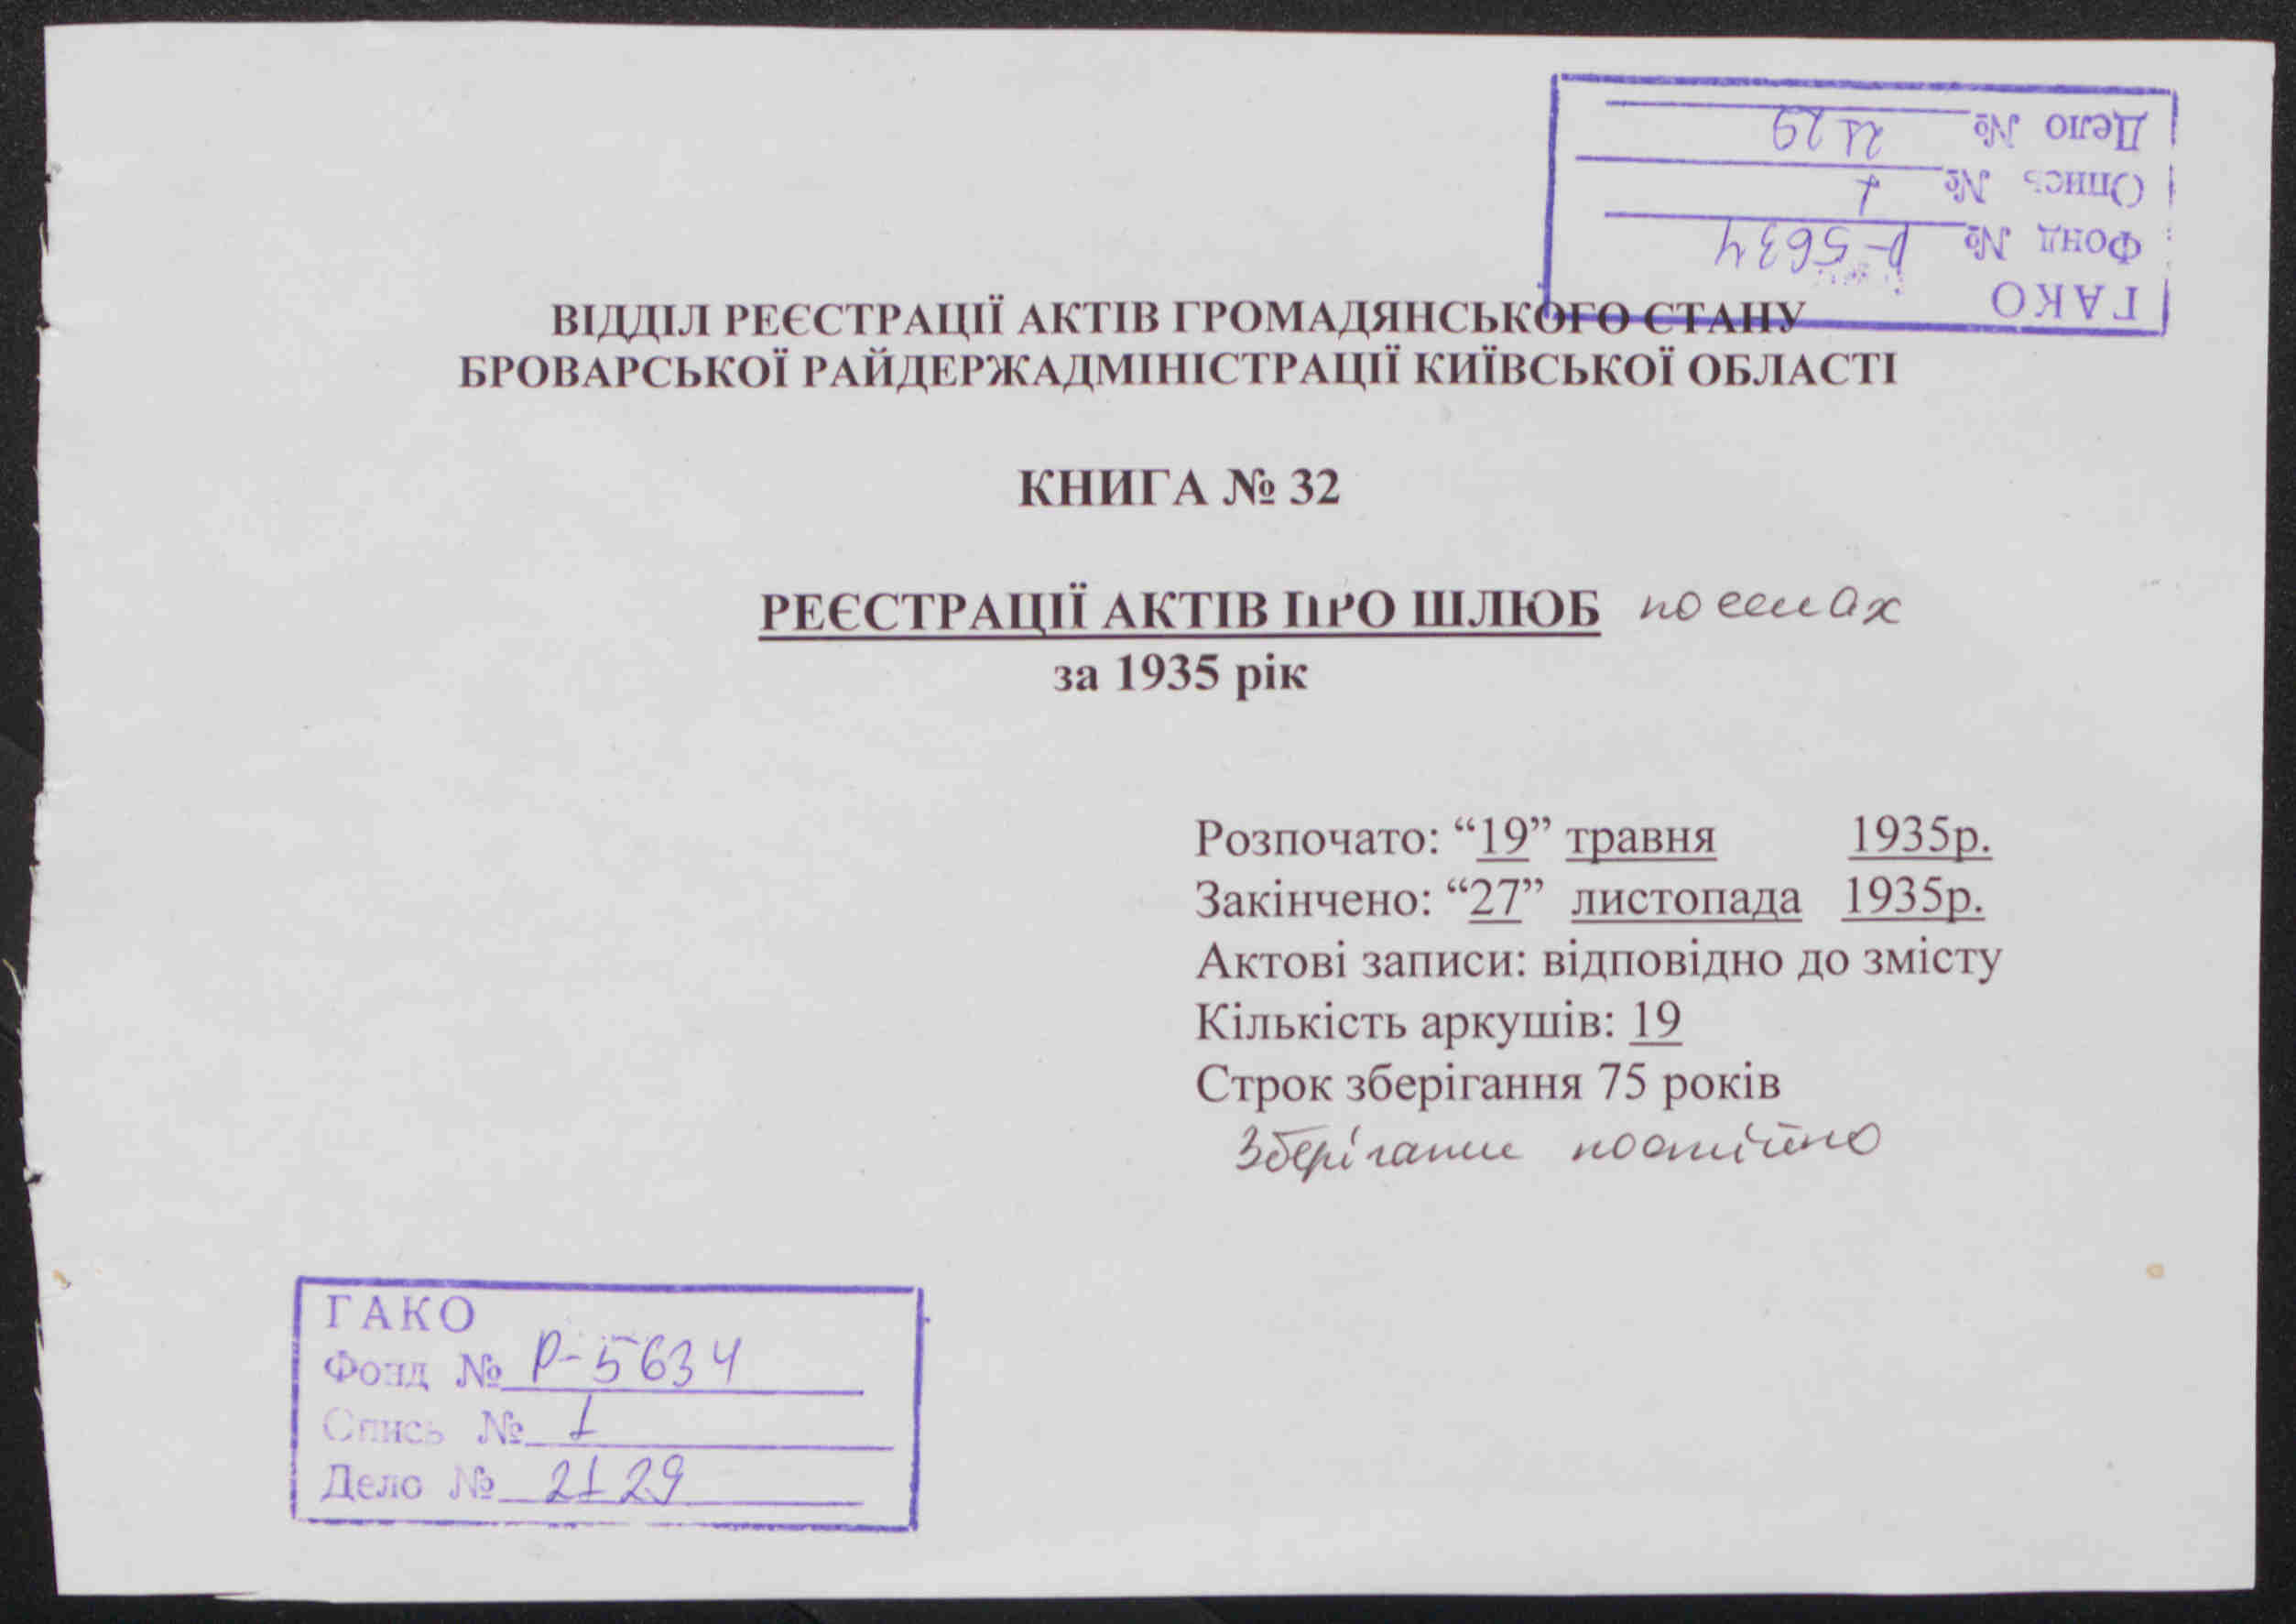 Дело № 2129
Опись № 1
Фонд № Р-5634
ГАКО
ВІДДІЛ РЕЄСТРАЦІЇ АКТІВ ГРОМАДЯНСЬКОГО СТАНУ
БРОВАРСЬКОЇ РАЙДЕРЖАДМІНІСТРАЦІЇ КИЇВСЬКОЇ ОБЛАСТІ
КНИГА № 32
РЕЄСТРАЦІЇ АКТІВ ПРО ШЛЮБ по селах
за 1935 рік
Розпочато: “19” травня 1935р.
Закінчено: “27” листопада 1935р.
Актові записи: відповідно до змісту
Кількість аркушів: 19
Строк зберігання 75 років
Зберігати постійно
ГАКО
Фонд № Р-5634
Опись № 1
Дело № 2129